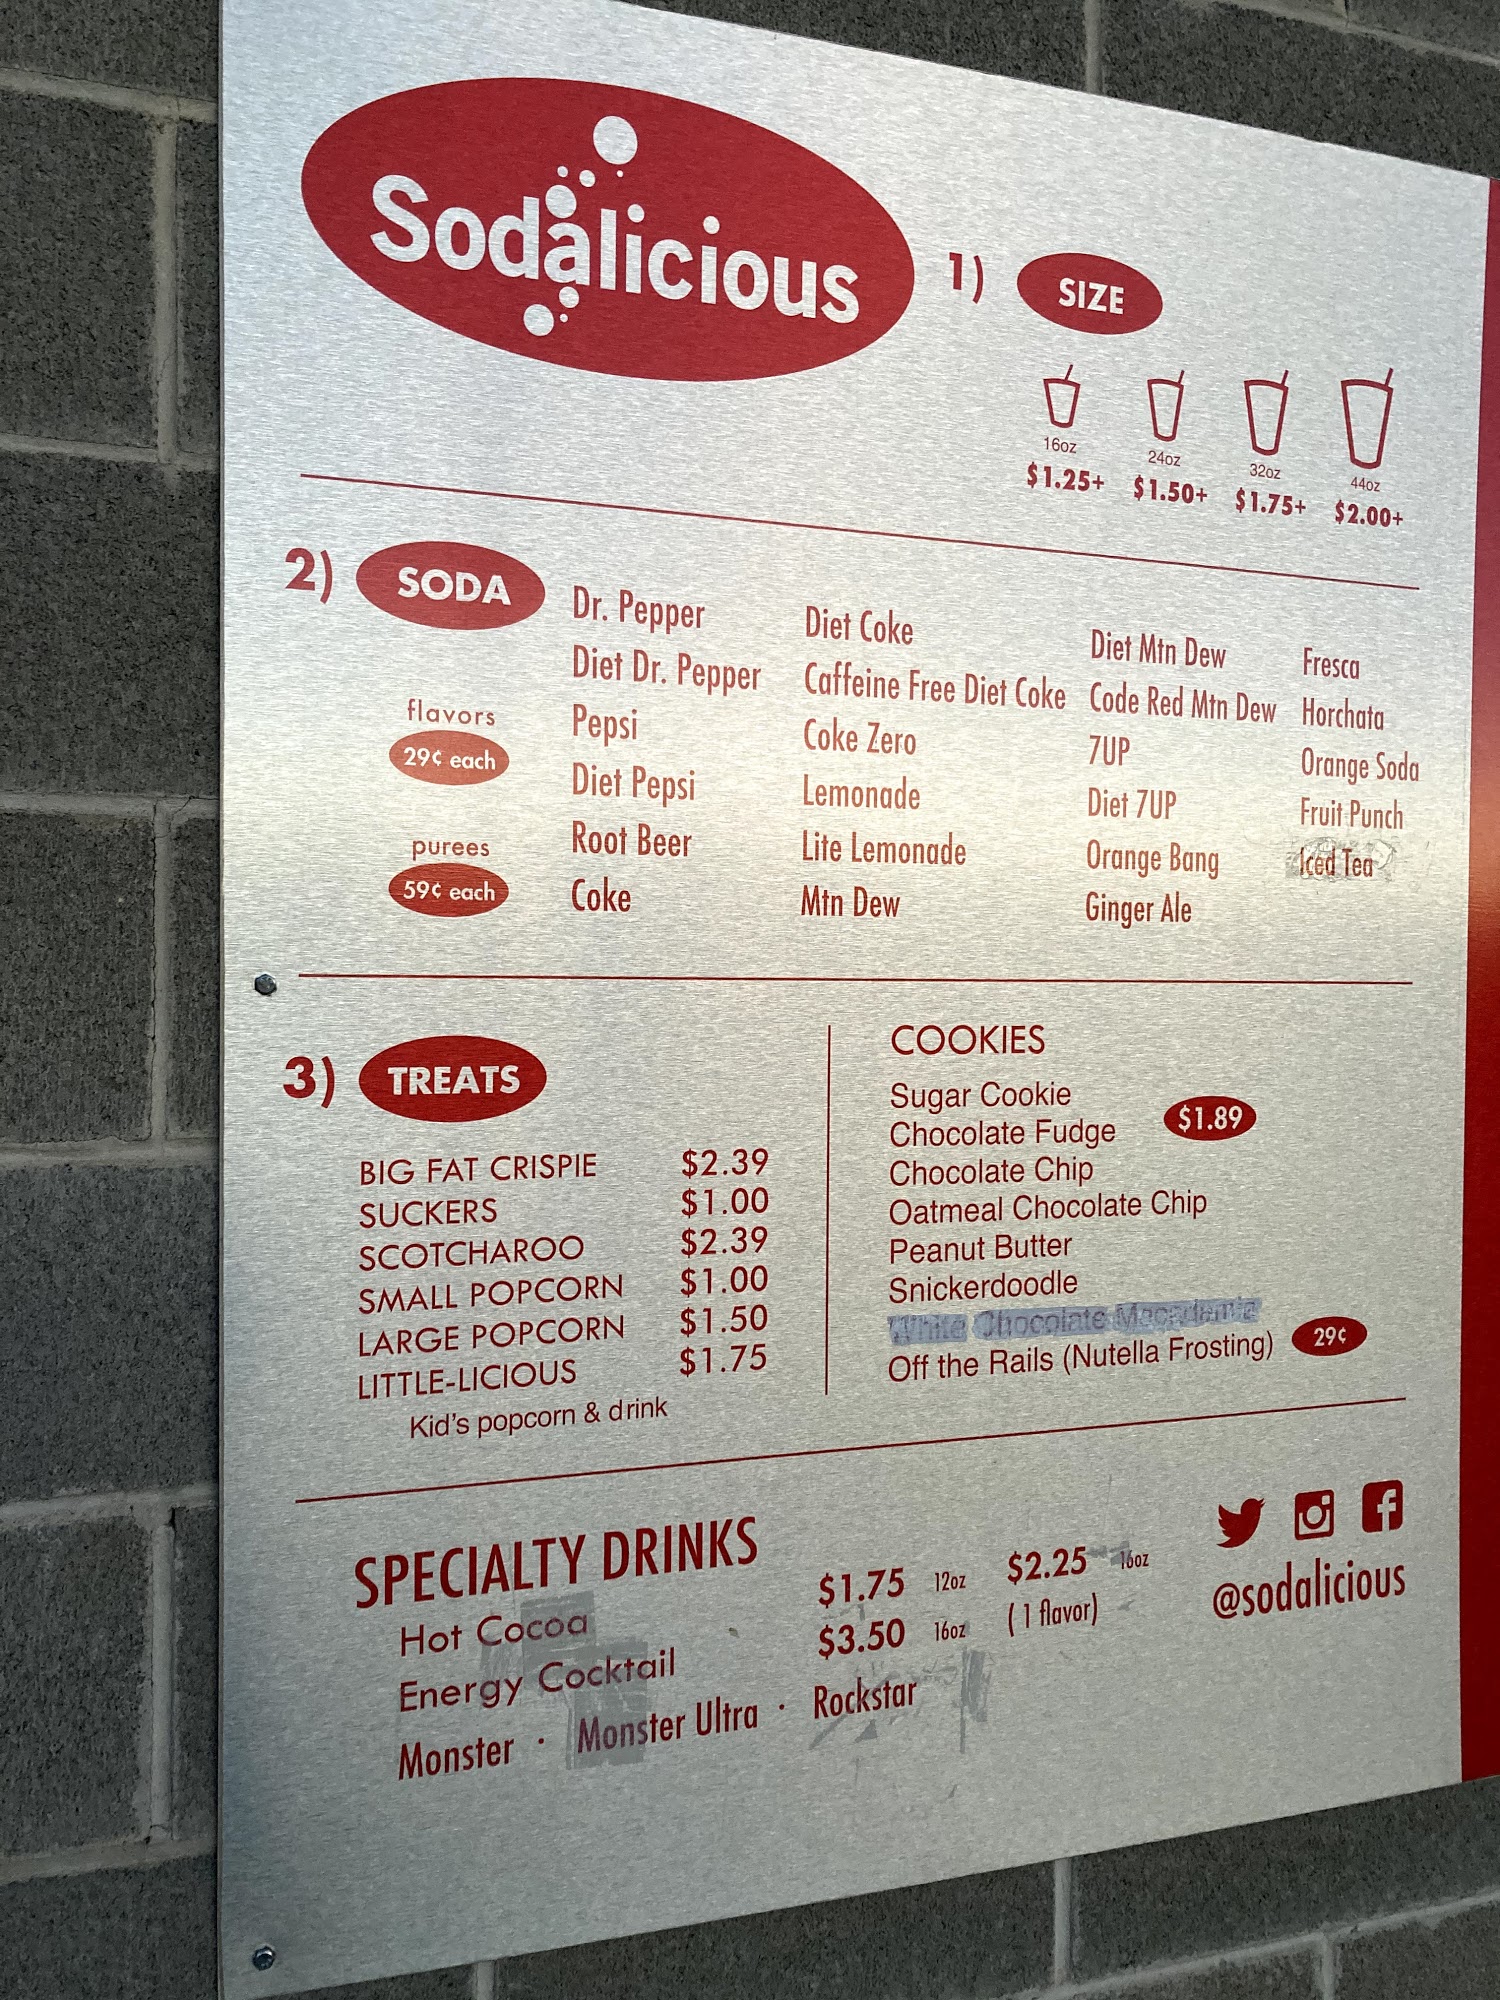 Sodalicious
1) SIZE
16oz 24oz 32oz 44oz
$1.25+ $1.50+ $1.75+ $2.00+
2) SODA
flavors
29¢ each
purees
59¢ each
Dr. Pepper
Diet Dr. Pepper
Pepsi
Diet Pepsi
Root Beer
Coke
Diet Coke
Caffeine Free Diet Coke
Coke Zero
Lemonade
Lite Lemonade
Mtn Dew
Diet Mtn Dew
Code Red Mtn Dew
7UP
Diet 7UP
Orange Bang
Ginger Ale
Fresca
Horchata
Orange Soda
Fruit Punch
Iced Tea
3) TREATS
BIG FAT CRISPIE $2.39
SUCKERS $1.00
SCOTCHAROO $2.39
SMALL POPCORN $1.00
LARGE POPCORN $1.50
LITTLE-LICIOUS $1.75
Kid's popcorn & drink
COOKIES
Sugar Cookie
Chocolate Fudge $1.89
Chocolate Chip
Oatmeal Chocolate Chip
Peanut Butter
Snickerdoodle
White Chocolate Macadamia
Off the Rails (Nutella Frosting) 29¢
SPECIALTY DRINKS
Hot Cocoa $1.75 12oz $2.25 16oz
Energy Cocktail $3.50 16oz (1 flavor)
Monster · Monster Ultra · Rockstar
@sodalicious